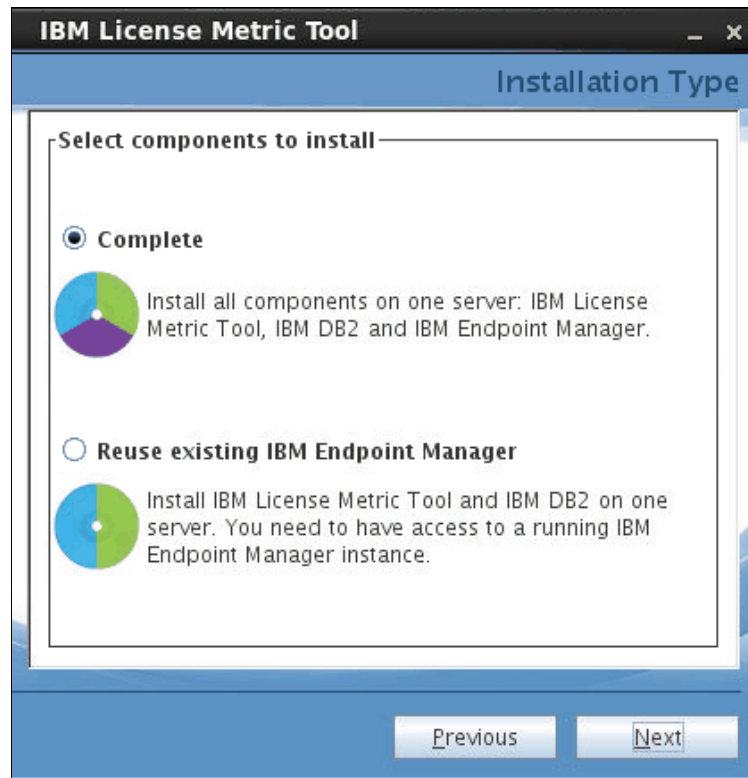 IBM License Metric Tool
Installation Type
Select components to install
Complete
Install all components on one server: IBM License
Metric Tool, IBM DB2 and IBM Endpoint Manager.
Reuse existing IBM Endpoint Manager
Install IBM License Metric Tool and IBM DB2 on one
server. You need to have access to a running IBM
Endpoint Manager instance.
Previous
Next